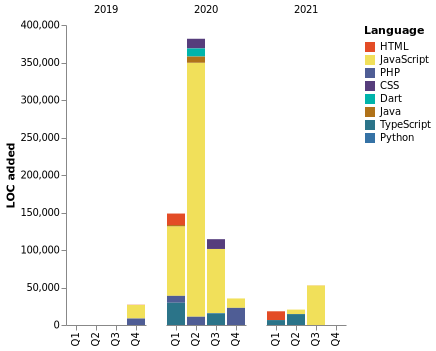 2019 2020 2021
400,000
350,000
300,000
250,000
200,000
150,000
100,000
50,000
0
LOC added
Q1 Q2 Q3 Q4 Q1 Q2 Q3 Q4 Q1 Q2 Q3 Q4
Language
HTML
JavaScript
PHP
CSS
Dart
Java
TypeScript
Python